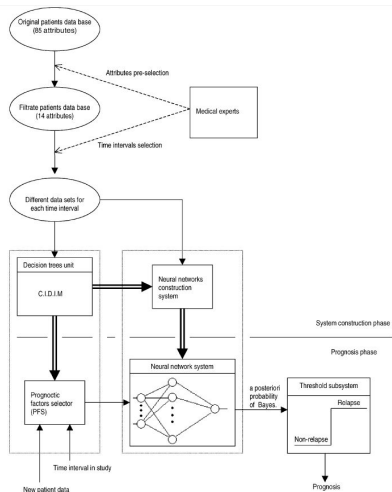 Original patients data base
(85 attributes)
Attributes pre-selection
Filtrate patients data base
(14 attributes)
Medical experts
Time intervals selection
Different data sets for
each time interval
Decision trees unit
C.I.D.I.M
Neural networks
construction
system
System construction phase
Prognosis phase
Neural network system
Prognotic
factors selector
(PFS)
a posteriori
probability
of Bayes.
Threshold subsystem
Relapse
Non-relapse
Time interval in study
New patient data
Prognosis